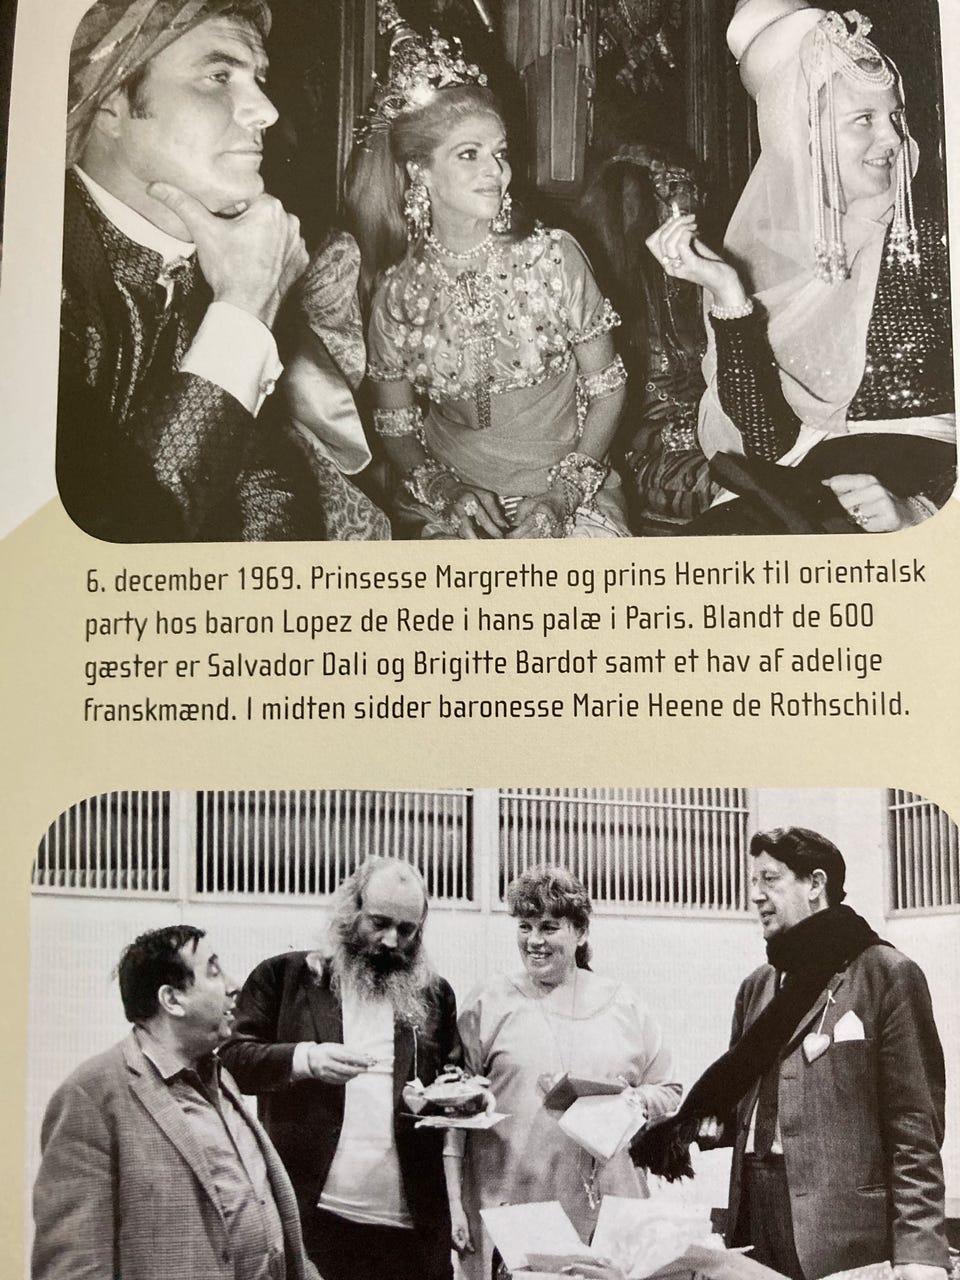 6. december 1969. Prinsesse Margrethe og prins Henrik til orientalsk
party hos baron Lopez de Rede i hans palæ i Paris. Blandt de 600
gæster er Salvador Dali og Brigitte Bardot samt et hav af adelige
franskmænd. I midten sidder baronesse Marie Heene de Rothschild.